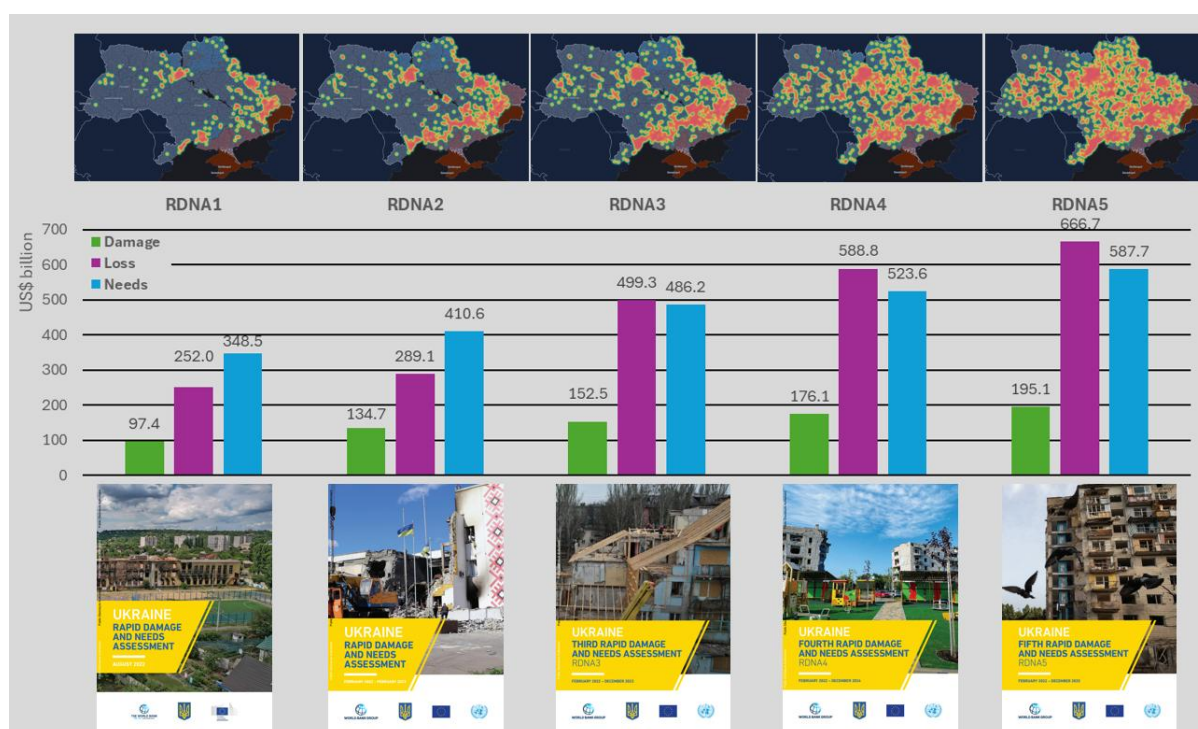 RDNA1
RDNA2
RDNA3
RDNA4
RDNA5
US$ billion
700
600
500
400
300
200
100
0
Damage
Loss
Needs
97.4
252.0
348.5
134.7
289.1
410.6
152.5
499.3
486.2
176.1
588.8
523.6
195.1
666.7
587.7
UKRAINE
RAPID DAMAGE
AND NEEDS
ASSESSMENT
AUGUST 2022
THE WORLD BANK
UKRAINE
RAPID DAMAGE
AND NEEDS
ASSESSMENT
FEBRUARY 2022 – FEBRUARY 2023
WORLD BANK GROUP
UKRAINE
THIRD RAPID DAMAGE
AND NEEDS ASSESSMENT
RDNA3
FEBRUARY 2022 – DECEMBER 2023
WORLD BANK GROUP
UKRAINE
FOURTH RAPID DAMAGE
AND NEEDS ASSESSMENT
RDNA4
FEBRUARY 2022 – DECEMBER 2024
WORLD BANK GROUP
UKRAINE
FIFTH RAPID DAMAGE
AND NEEDS ASSESSMENT
RDNA5
FEBRUARY 2022 – DECEMBER 2025
WORLD BANK GROUP